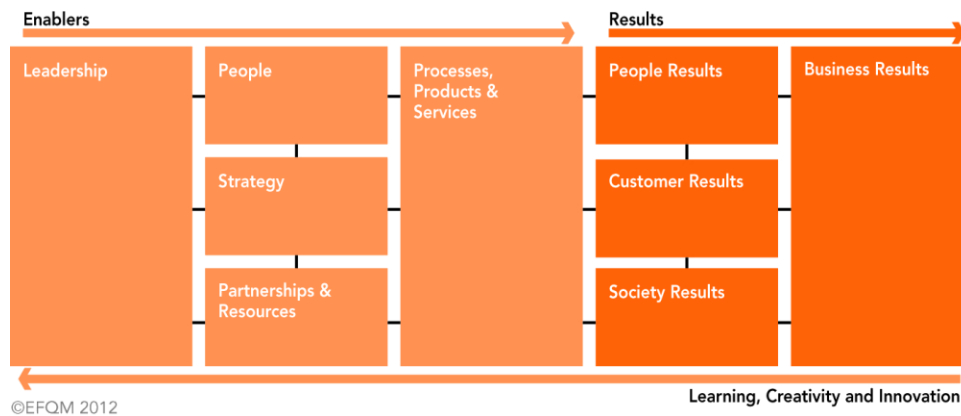 Enablers
Results
Leadership
People
Processes,
Products &
Services
People Results
Business Results
Strategy
Customer Results
Partnerships &
Resources
Society Results
Learning, Creativity and Innovation
©EFQM 2012